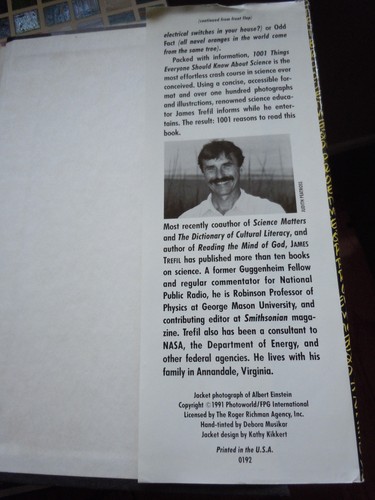 (continued from front flap)
electrical switches in your house?) or Odd
Fact (all navel oranges in the world come
from the same tree).
Packed with information, 1001 Things
Everyone Should Know About Science is the
most effortless crash course in science ever
conceived. Using a concise, accessible for-
mat and over one hundred photographs
and illustrations, renowned science educa-
tor James Trefil informs while he enter-
tains. The result: 1001 reasons to read this
book.
JUDITH PEATROSS
Most recently coauthor of Science Matters
and The Dictionary of Cultural Literacy, and
author of Reading the Mind of God, JAMES
TREFIL has published more than ten books
on science. A former Guggenheim Fellow
and regular commentator for National
Public Radio, he is Robinson Professor of
Physics at George Mason University, and
contributing editor at Smithsonian maga-
zine. Trefil also has been a consultant to
NASA, the Department of Energy, and
other federal agencies. He lives with his
family in Annandale, Virginia.
Jacket photograph of Albert Einstein
Copyright ©1991 Photoworld/FPG International
Licensed by The Roger Richman Agency, Inc.
Hand-tinted by Debora Musikar
Jacket design by Kathy Kikkert
Printed in the U.S.A.
0192